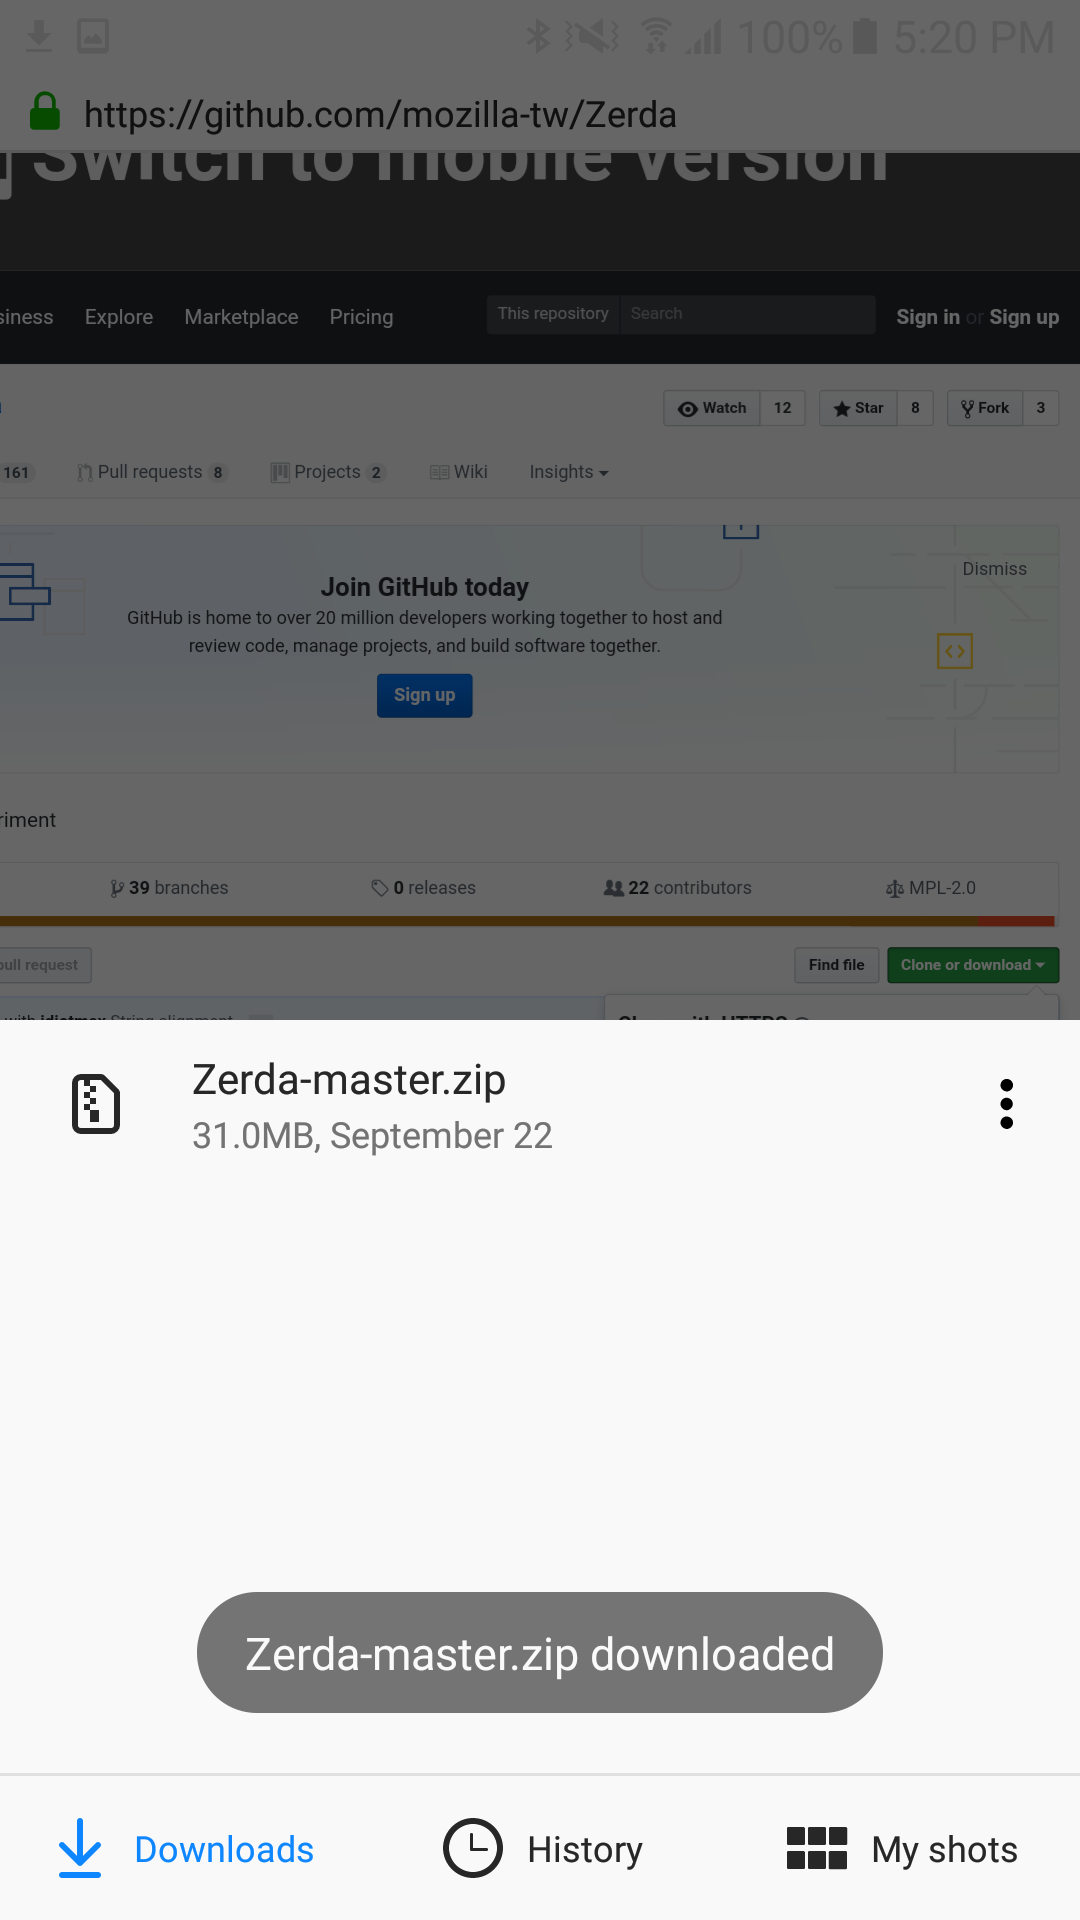 100% 5:20 PM
https://github.com/mozilla-tw/Zerda
Switch to mobile version
siness Explore Marketplace Pricing This repository Search Sign in or Sign up
Watch 12 Star 8 Fork 3
161 Pull requests 8 Projects 2 Wiki Insights
Dismiss
Join GitHub today
GitHub is home to over 20 million developers working together to host and
review code, manage projects, and build software together.
Sign up
riment
39 branches 0 releases 22 contributors MPL-2.0
pull request Find file Clone or download
with idiotmax String alignment
Zerda-master.zip
31.0MB, September 22
Zerda-master.zip downloaded
Downloads History My shots